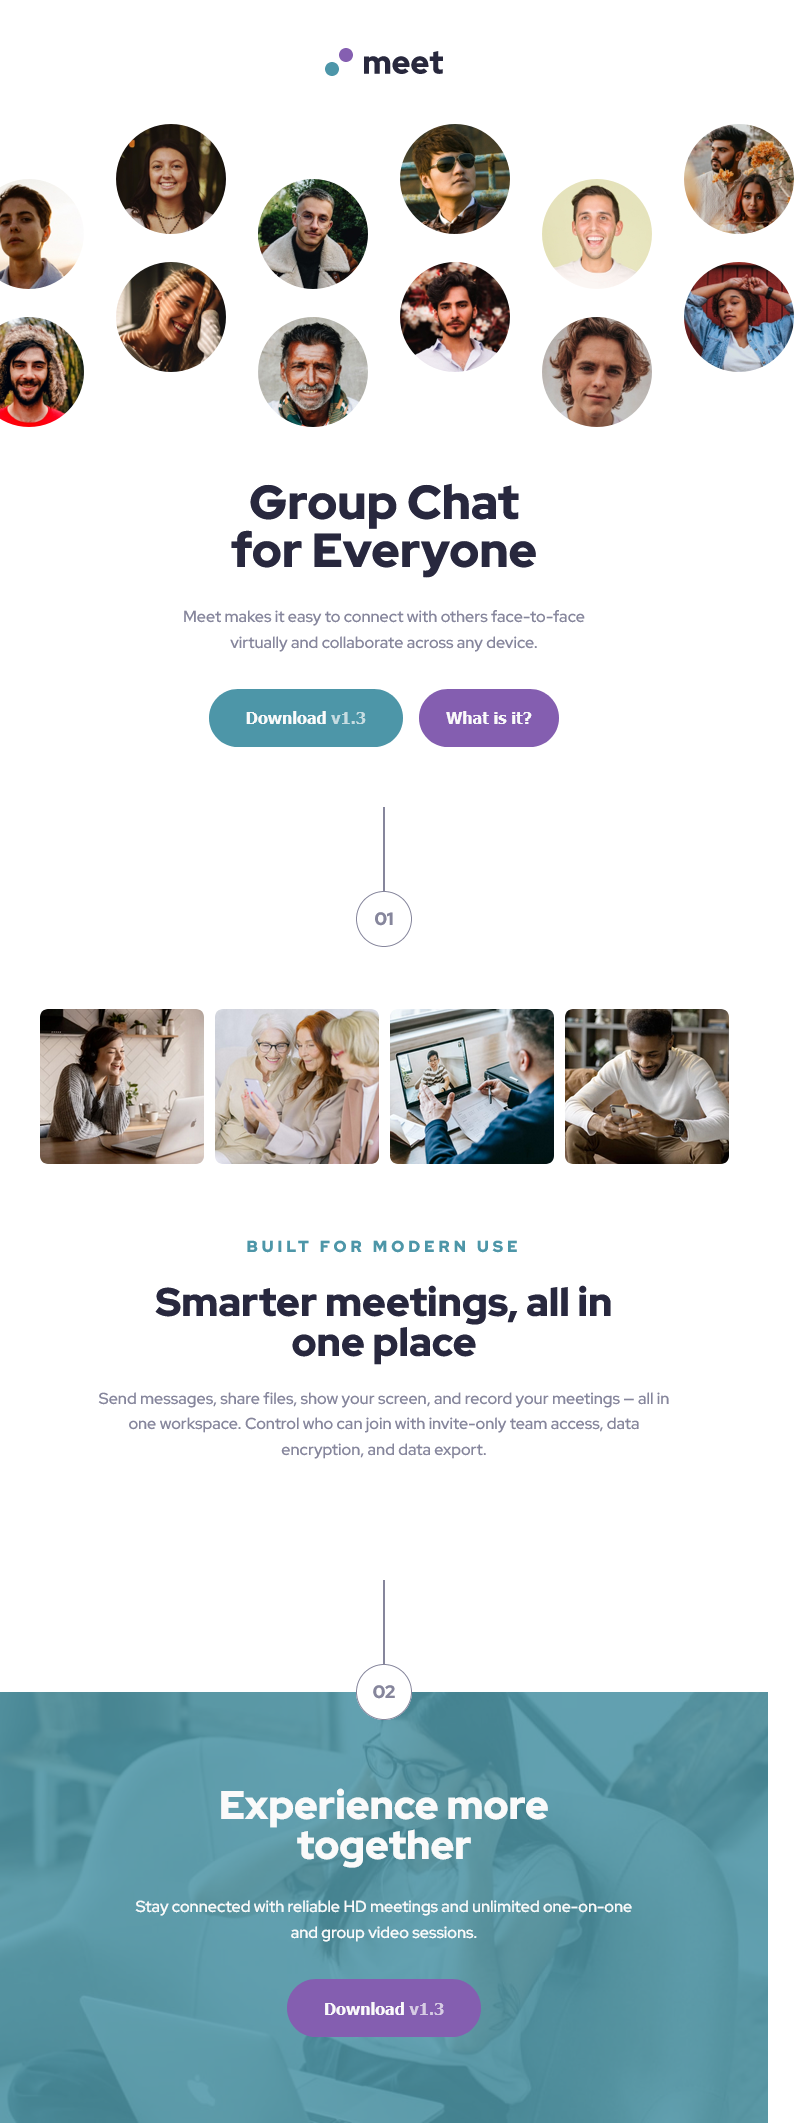 meet
Group Chat
for Everyone
Meet makes it easy to connect with others face-to-face
virtually and collaborate across any device.
Download v1.3
What is it?
01
BUILT FOR MODERN USE
Smarter meetings, all in
one place
Send messages, share files, show your screen, and record your meetings — all in
one workspace. Control who can join with invite-only team access, data
encryption, and data export.
02
Experience more
together
Stay connected with reliable HD meetings and unlimited one-on-one
and group video sessions.
Download v1.3